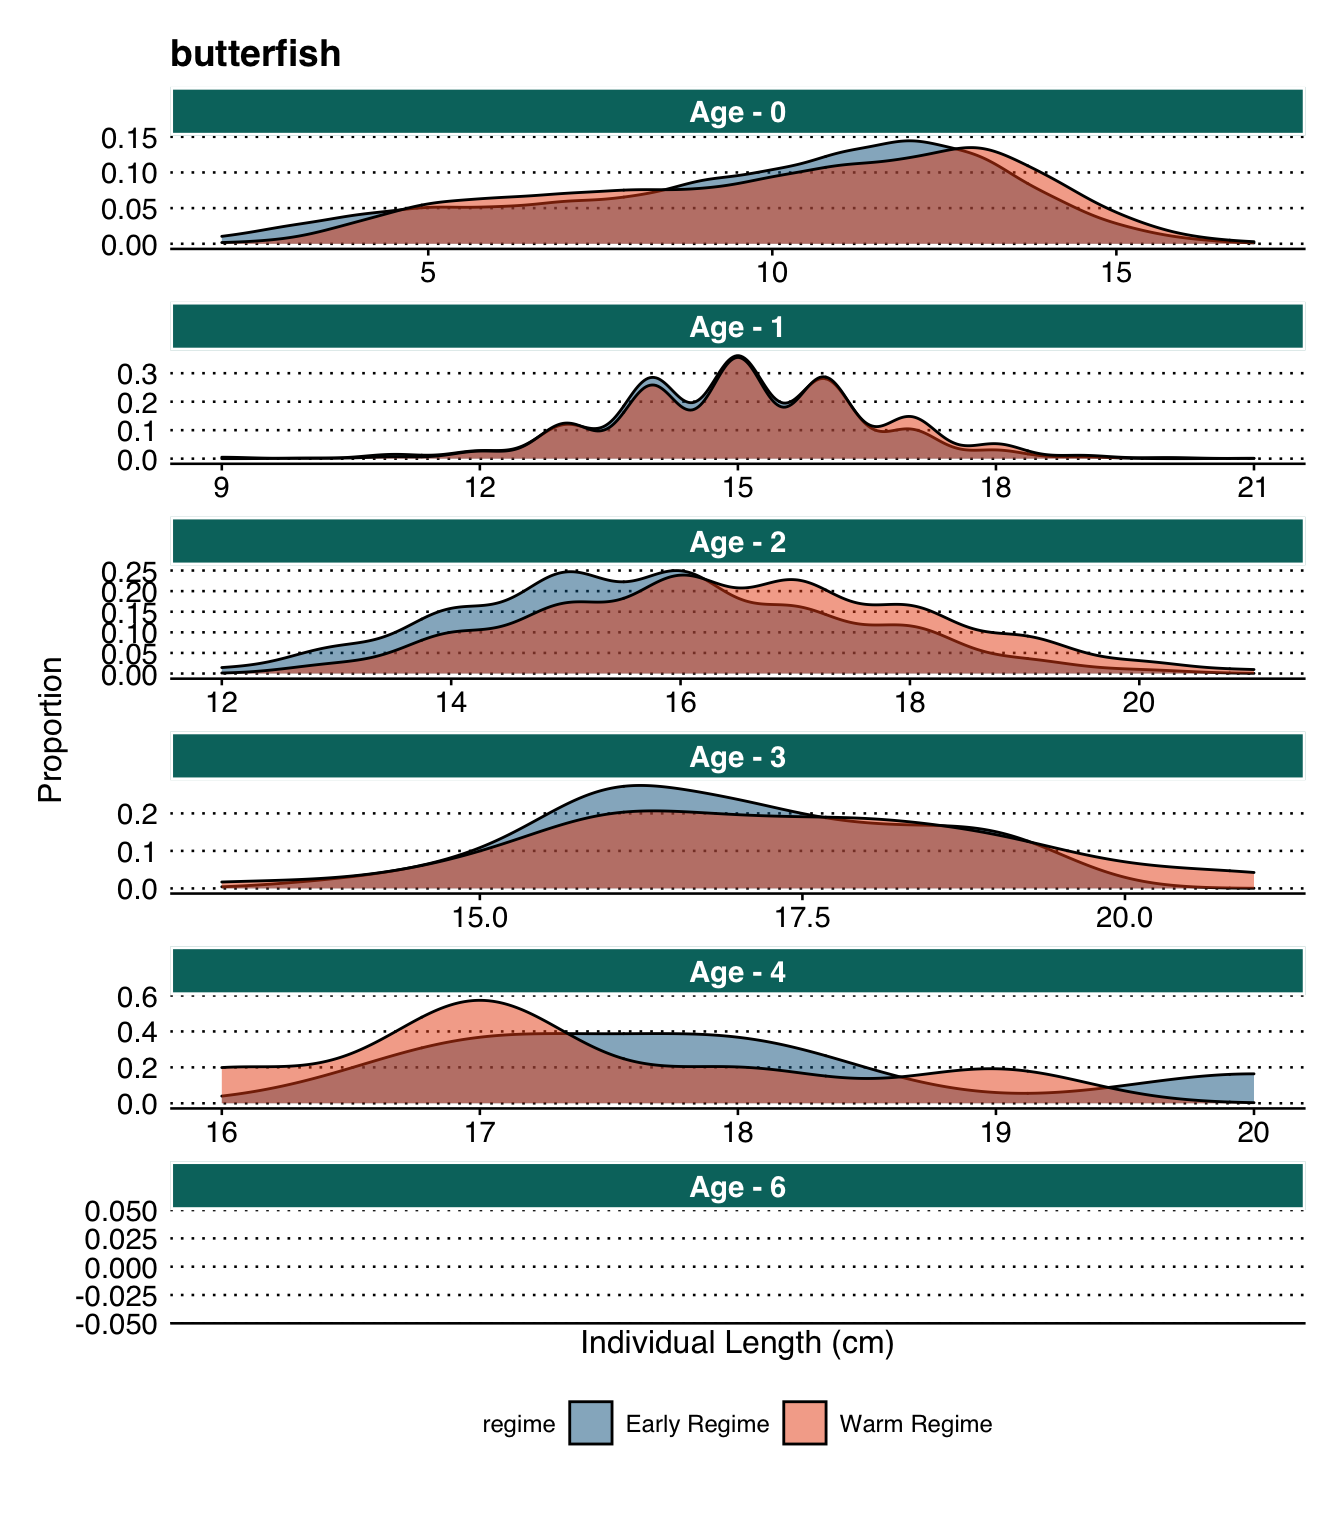 butterfish
Age - 0
0.15
0.10
0.05
0.00
5 10 15
Age - 1
0.3
0.2
0.1
0.0
9 12 15 18 21
Age - 2
0.25
0.20
0.15
0.10
0.05
0.00
12 14 16 18 20
Proportion
Age - 3
0.2
0.1
0.0
15.0 17.5 20.0
Age - 4
0.6
0.4
0.2
0.0
16 17 18 19 20
Age - 6
0.050
0.025
0.000
-0.025
-0.050
Individual Length (cm)
regime Early Regime Warm Regime